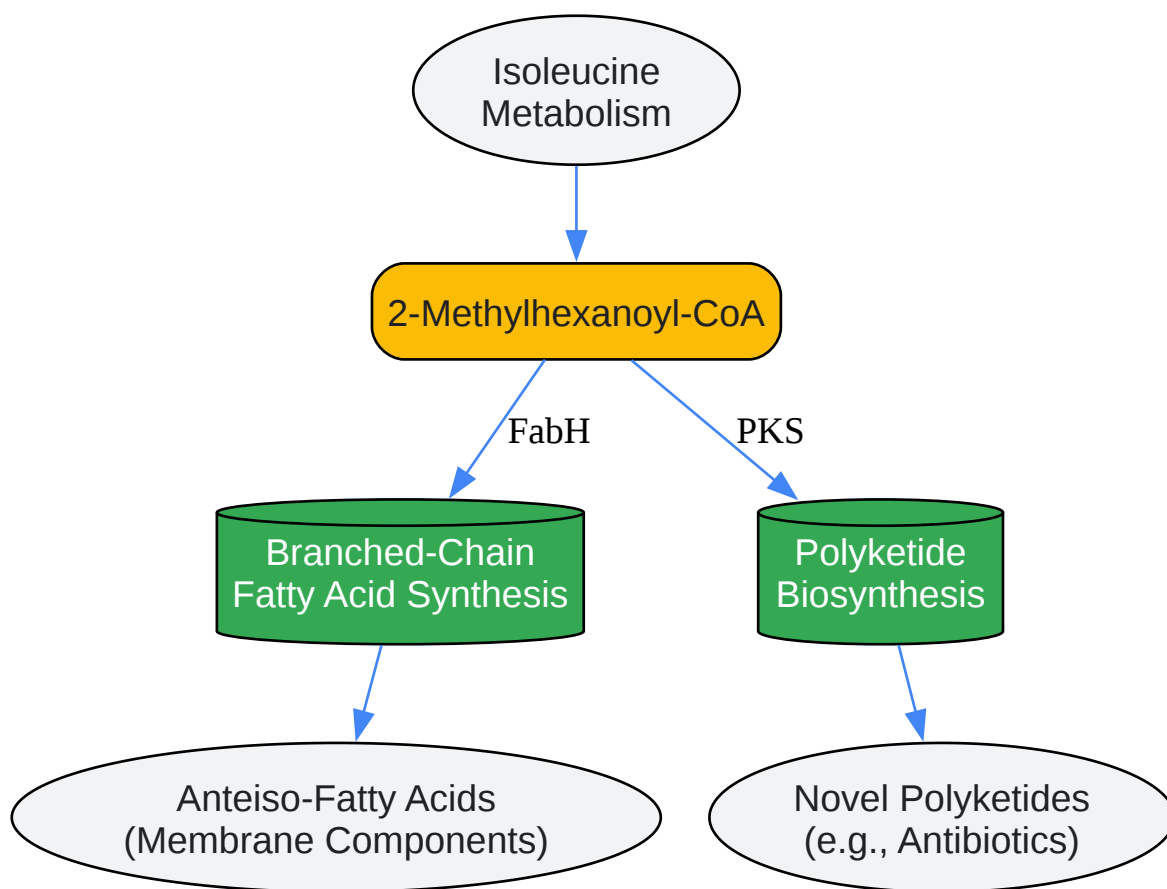 Isoleucine
Metabolism
2-Methylhexanoyl-CoA
FabH
PKS
Branched-Chain
Fatty Acid Synthesis
Polyketide
Biosynthesis
Anteiso-Fatty Acids
(Membrane Components)
Novel Polyketides
(e.g., Antibiotics)